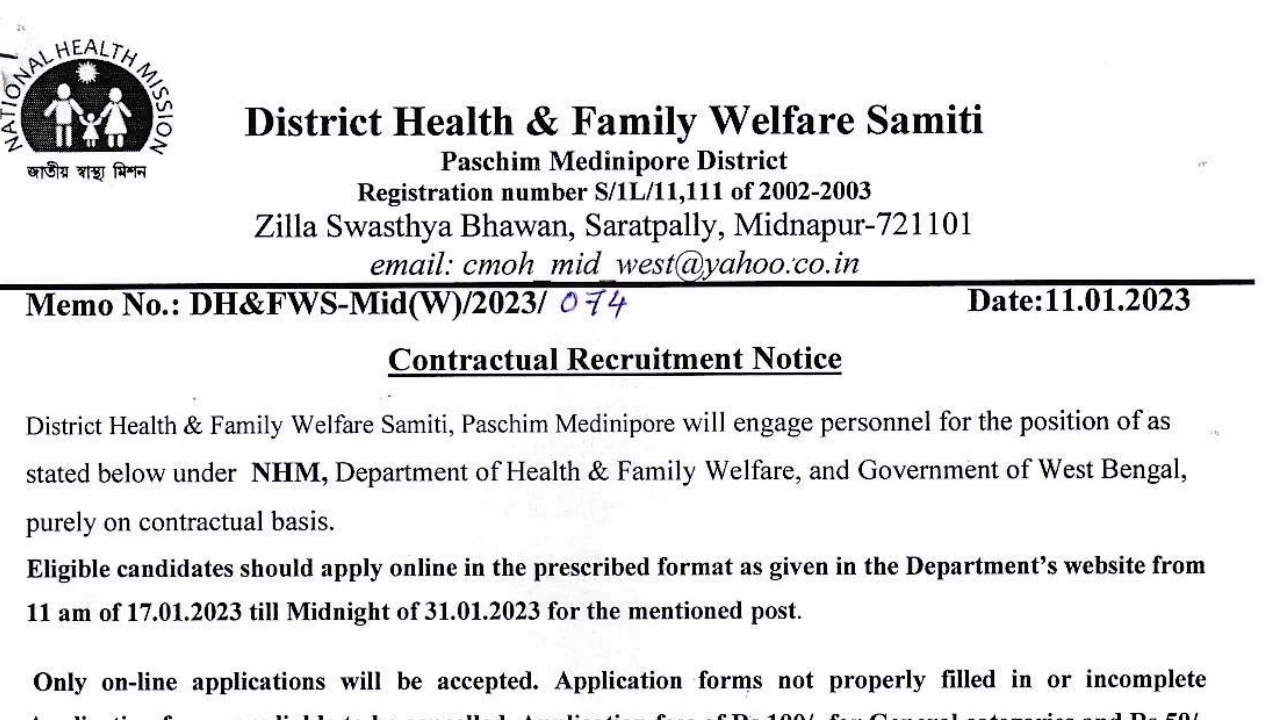 NATIONAL HEALTH MISSION
জাতীয় স্বাস্থ্য মিশন
District Health & Family Welfare Samiti
Paschim Medinipore District
Registration number S/1L/11,111 of 2002-2003
Zilla Swasthya Bhawan, Saratpally, Midnapur-721101
email: cmoh_mid_west@yahoo.co.in
Memo No.: DH&FWS-Mid(W)/2023/ 074 Date:11.01.2023
Contractual Recruitment Notice
District Health & Family Welfare Samiti, Paschim Medinipore will engage personnel for the position of as
stated below under NHM, Department of Health & Family Welfare, and Government of West Bengal,
purely on contractual basis.
Eligible candidates should apply online in the prescribed format as given in the Department's website from
11 am of 17.01.2023 till Midnight of 31.01.2023 for the mentioned post.
Only on-line applications will be accepted. Application forms not properly filled in or incomplete